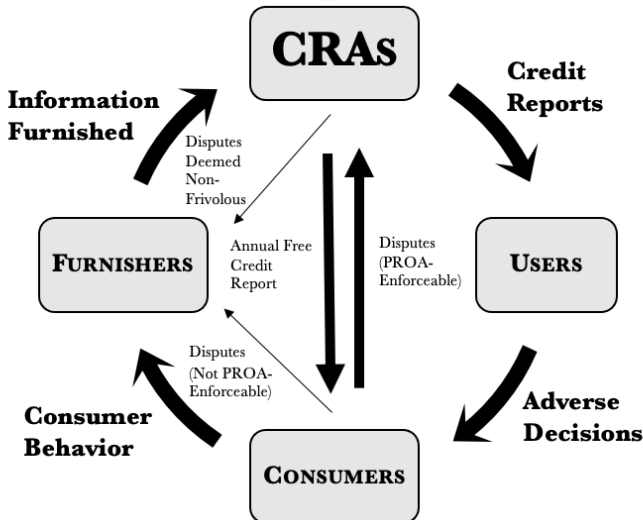 CRAs
Information
Furnished
Credit
Reports
Disputes
Deemed
Non-
Frivolous
FURNISHERS
Annual Free
Credit
Report
Disputes
(PROA-
Enforceable)
USERS
Disputes
(Not PROA-
Enforceable)
Consumer
Behavior
Adverse
Decisions
CONSUMERS